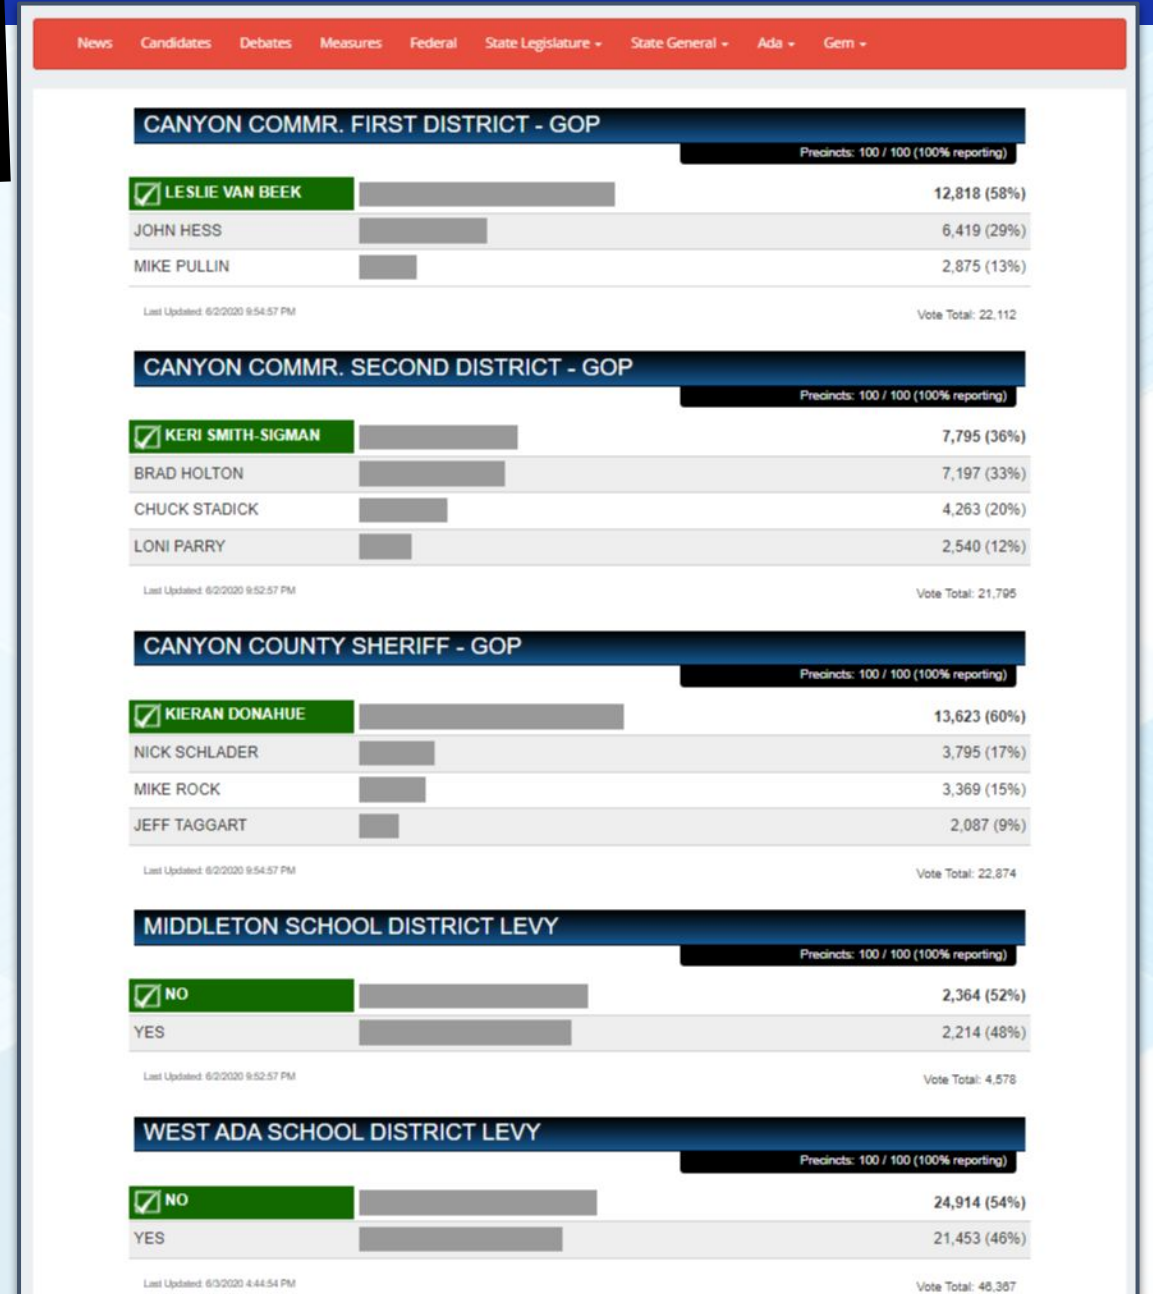 News Candidates Debates Measures Federal State Legislature State General Ada Gem
CANYON COMMR. FIRST DISTRICT - GOP
Precincts: 100 / 100 (100% reporting)
LESLIE VAN BEEK 12,818 (58%)
JOHN HESS 6,419 (29%)
MIKE PULLIN 2,875 (13%)
Last Updated: 6/2/2020 9:54:57 PM Vote Total: 22,112
CANYON COMMR. SECOND DISTRICT - GOP
Precincts: 100 / 100 (100% reporting)
KERI SMITH-SIGMAN 7,795 (36%)
BRAD HOLTON 7,197 (33%)
CHUCK STADICK 4,263 (20%)
LONI PARRY 2,540 (12%)
Last Updated: 6/2/2020 9:52:57 PM Vote Total: 21,795
CANYON COUNTY SHERIFF - GOP
Precincts: 100 / 100 (100% reporting)
KIERAN DONAHUE 13,623 (60%)
NICK SCHLADER 3,795 (17%)
MIKE ROCK 3,369 (15%)
JEFF TAGGART 2,087 (9%)
Last Updated: 6/2/2020 9:54:57 PM Vote Total: 22,874
MIDDLETON SCHOOL DISTRICT LEVY
Precincts: 100 / 100 (100% reporting)
NO 2,364 (52%)
YES 2,214 (48%)
Last Updated: 6/2/2020 9:52:57 PM Vote Total: 4,578
WEST ADA SCHOOL DISTRICT LEVY
Precincts: 100 / 100 (100% reporting)
NO 24,914 (54%)
YES 21,453 (46%)
Last Updated: 6/3/2020 4:44:54 PM Vote Total: 46,367